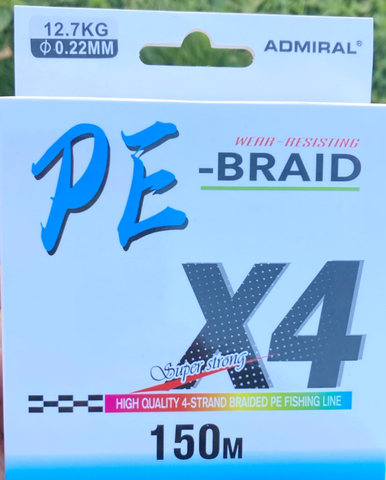 12.7KG
Φ0.22MM
ADMIRAL®
WEAR-RESISTING
PE-BRAID
X4
Super strong
HIGH QUALITY 4-STRAND BRAIDED PE FISHING LINE
150M